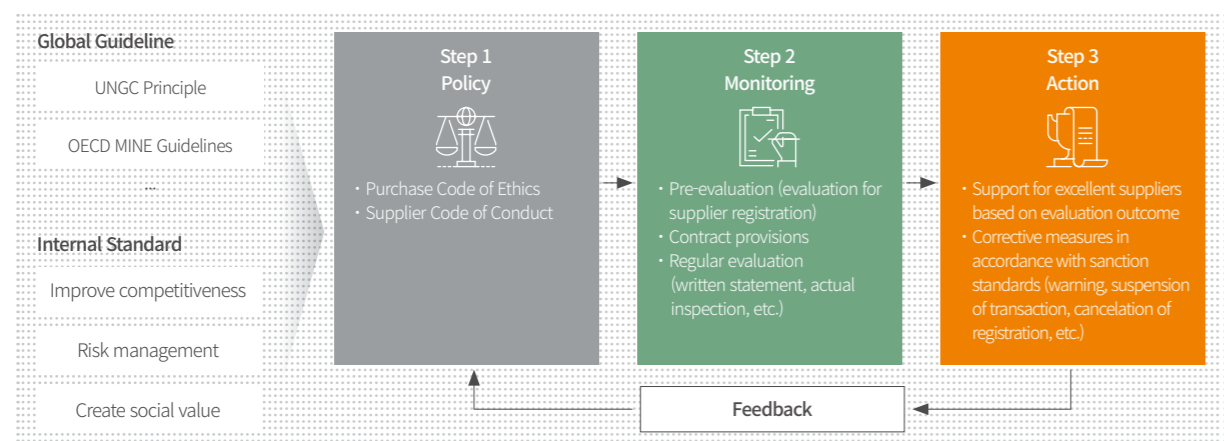 Global Guideline
UNGC Principle
OECD MINE Guidelines
...
Internal Standard
Improve competitiveness
Risk management
Create social value
Step 1
Policy
・Purchase Code of Ethics
・Supplier Code of Conduct
Step 2
Monitoring
・Pre-evaluation (evaluation for
supplier registration)
・Contract provisions
・Regular evaluation
(written statement, actual
inspection, etc.)
Step 3
Action
・Support for excellent suppliers
based on evaluation outcome
・Corrective measures in
accordance with sanction
standards (warning, suspension
of transaction, cancelation of
registration, etc.)
Feedback